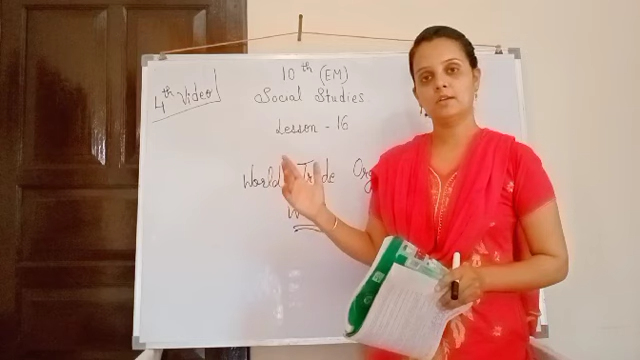 4th Video
10th (EM)
Social Studies
Lesson - 16
World Trade Org
W